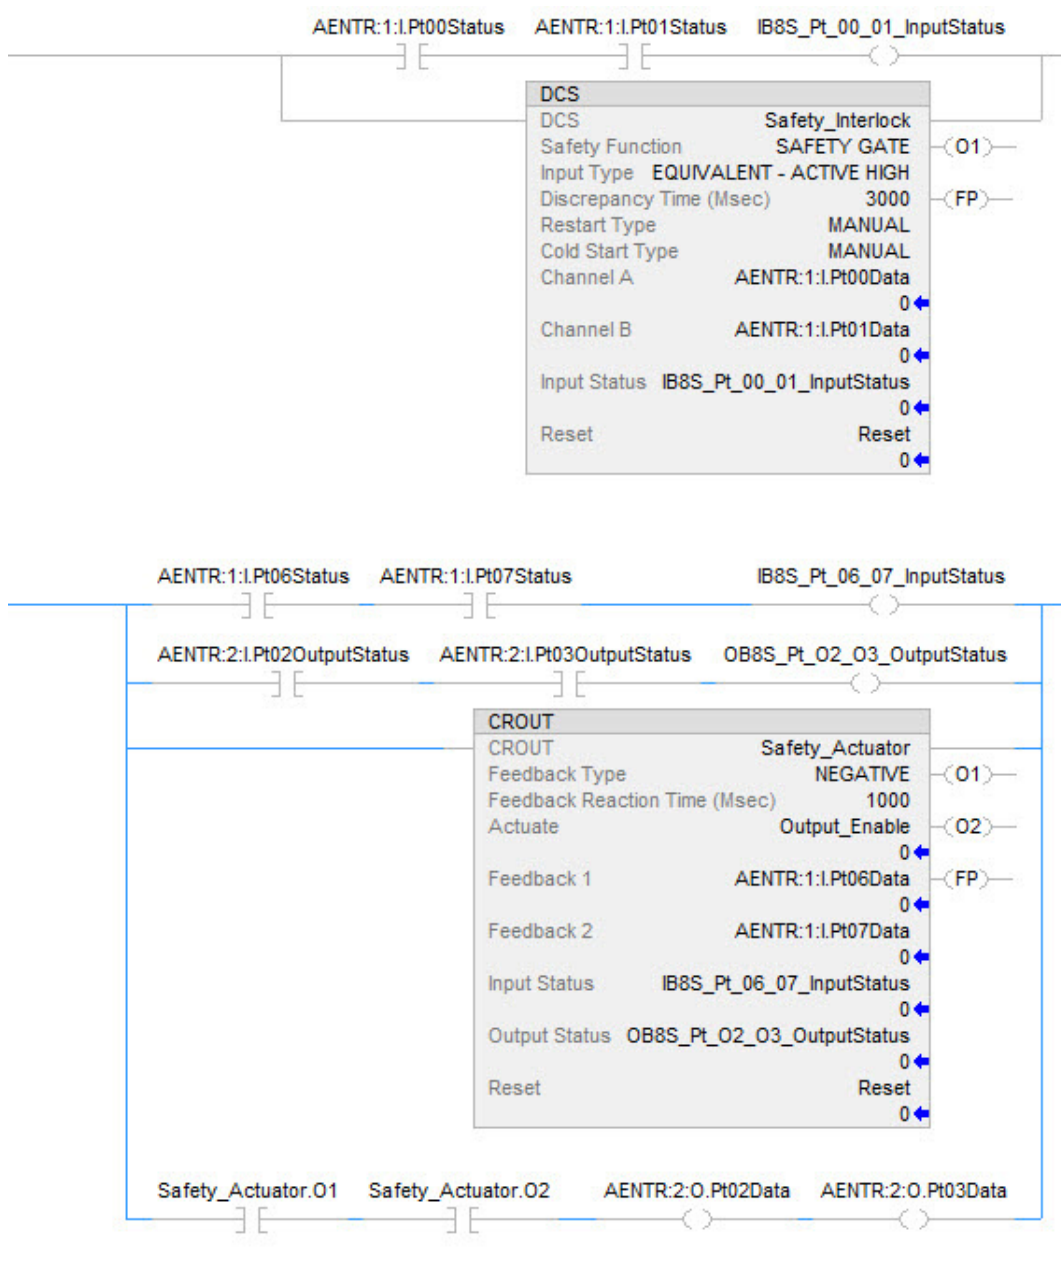 AENTR:1:I.Pt00Status AENTR:1:I.Pt01Status IB8S_Pt_00_01_InputStatus
DCS
DCS Safety_Interlock
Safety Function SAFETY GATE (O1)
Input Type EQUIVALENT - ACTIVE HIGH
Discrepancy Time (Msec) 3000 (FP)
Restart Type MANUAL
Cold Start Type MANUAL
Channel A AENTR:1:I.Pt00Data
0
Channel B AENTR:1:I.Pt01Data
0
Input Status IB8S_Pt_00_01_InputStatus
0
Reset Reset
0
AENTR:1:I.Pt06Status AENTR:1:I.Pt07Status IB8S_Pt_06_07_InputStatus
AENTR:2:I.Pt02OutputStatus AENTR:2:I.Pt03OutputStatus OB8S_Pt_O2_O3_OutputStatus
CROUT
CROUT Safety_Actuator
Feedback Type NEGATIVE (O1)
Feedback Reaction Time (Msec) 1000
Actuate Output_Enable (O2)
0
Feedback 1 AENTR:1:I.Pt06Data (FP)
0
Feedback 2 AENTR:1:I.Pt07Data
0
Input Status IB8S_Pt_06_07_InputStatus
0
Output Status OB8S_Pt_O2_O3_OutputStatus
0
Reset Reset
0
Safety_Actuator.O1 Safety_Actuator.O2 AENTR:2:O.Pt02Data AENTR:2:O.Pt03Data